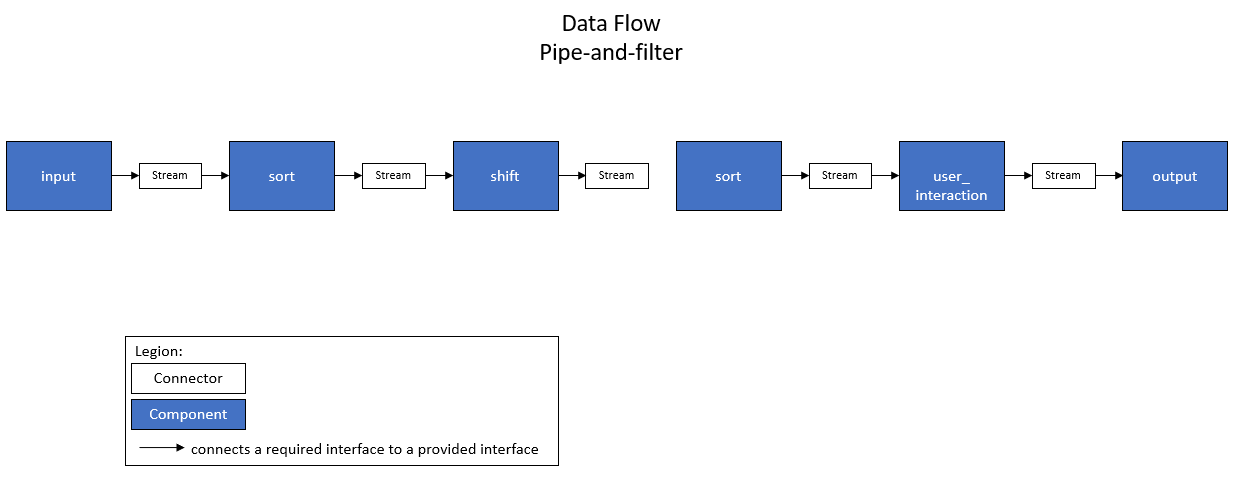 Data Flow
Pipe-and-filter
input
Stream
sort
Stream
shift
Stream
sort
Stream
user_
interaction
Stream
output
Legion:
Connector
Component
connects a required interface to a provided interface